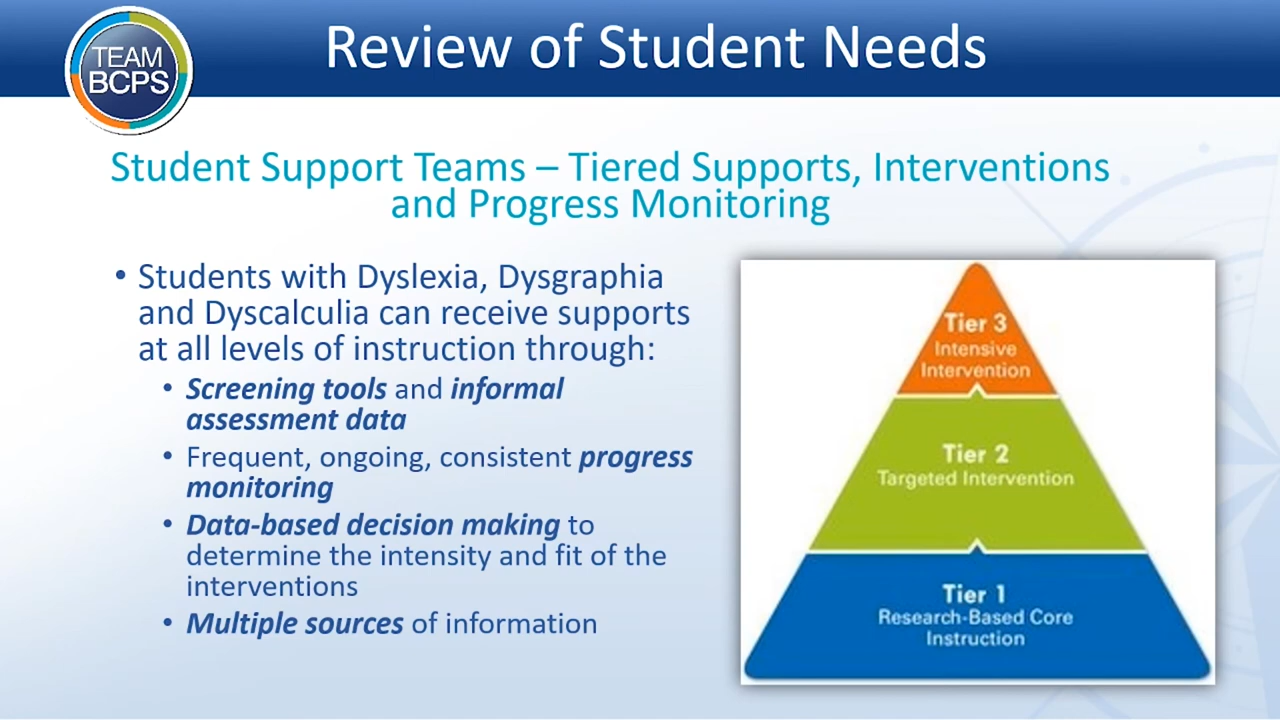 TEAM
BCPS
Review of Student Needs
Student Support Teams – Tiered Supports, Interventions
and Progress Monitoring
• Students with Dyslexia, Dysgraphia
and Dyscalculia can receive supports
at all levels of instruction through:
• Screening tools and informal
assessment data
• Frequent, ongoing, consistent progress
monitoring
• Data-based decision making to
determine the intensity and fit of the
interventions
• Multiple sources of information
Tier 3
Intensive
Intervention
Tier 2
Targeted Intervention
Tier 1
Research-Based Core
Instruction